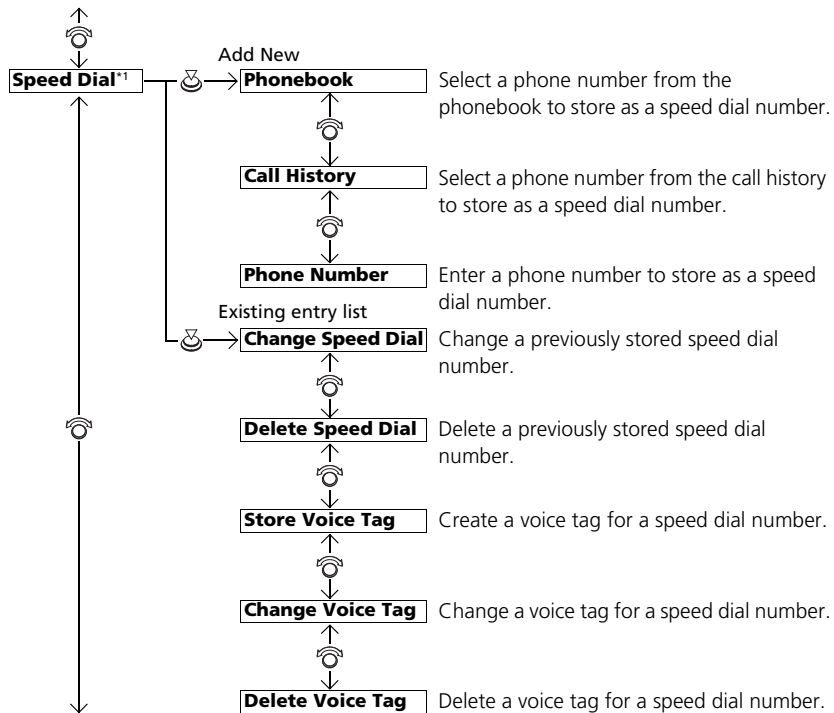 Add New
Speed Dial*1
Phonebook
Select a phone number from the
phonebook to store as a speed dial number.
Call History
Select a phone number from the call history
to store as a speed dial number.
Phone Number
Enter a phone number to store as a speed
dial number.
Existing entry list
Change Speed Dial
Change a previously stored speed dial
number.
Delete Speed Dial
Delete a previously stored speed dial
number.
Store Voice Tag
Create a voice tag for a speed dial number.
Change Voice Tag
Change a voice tag for a speed dial number.
Delete Voice Tag
Delete a voice tag for a speed dial number.